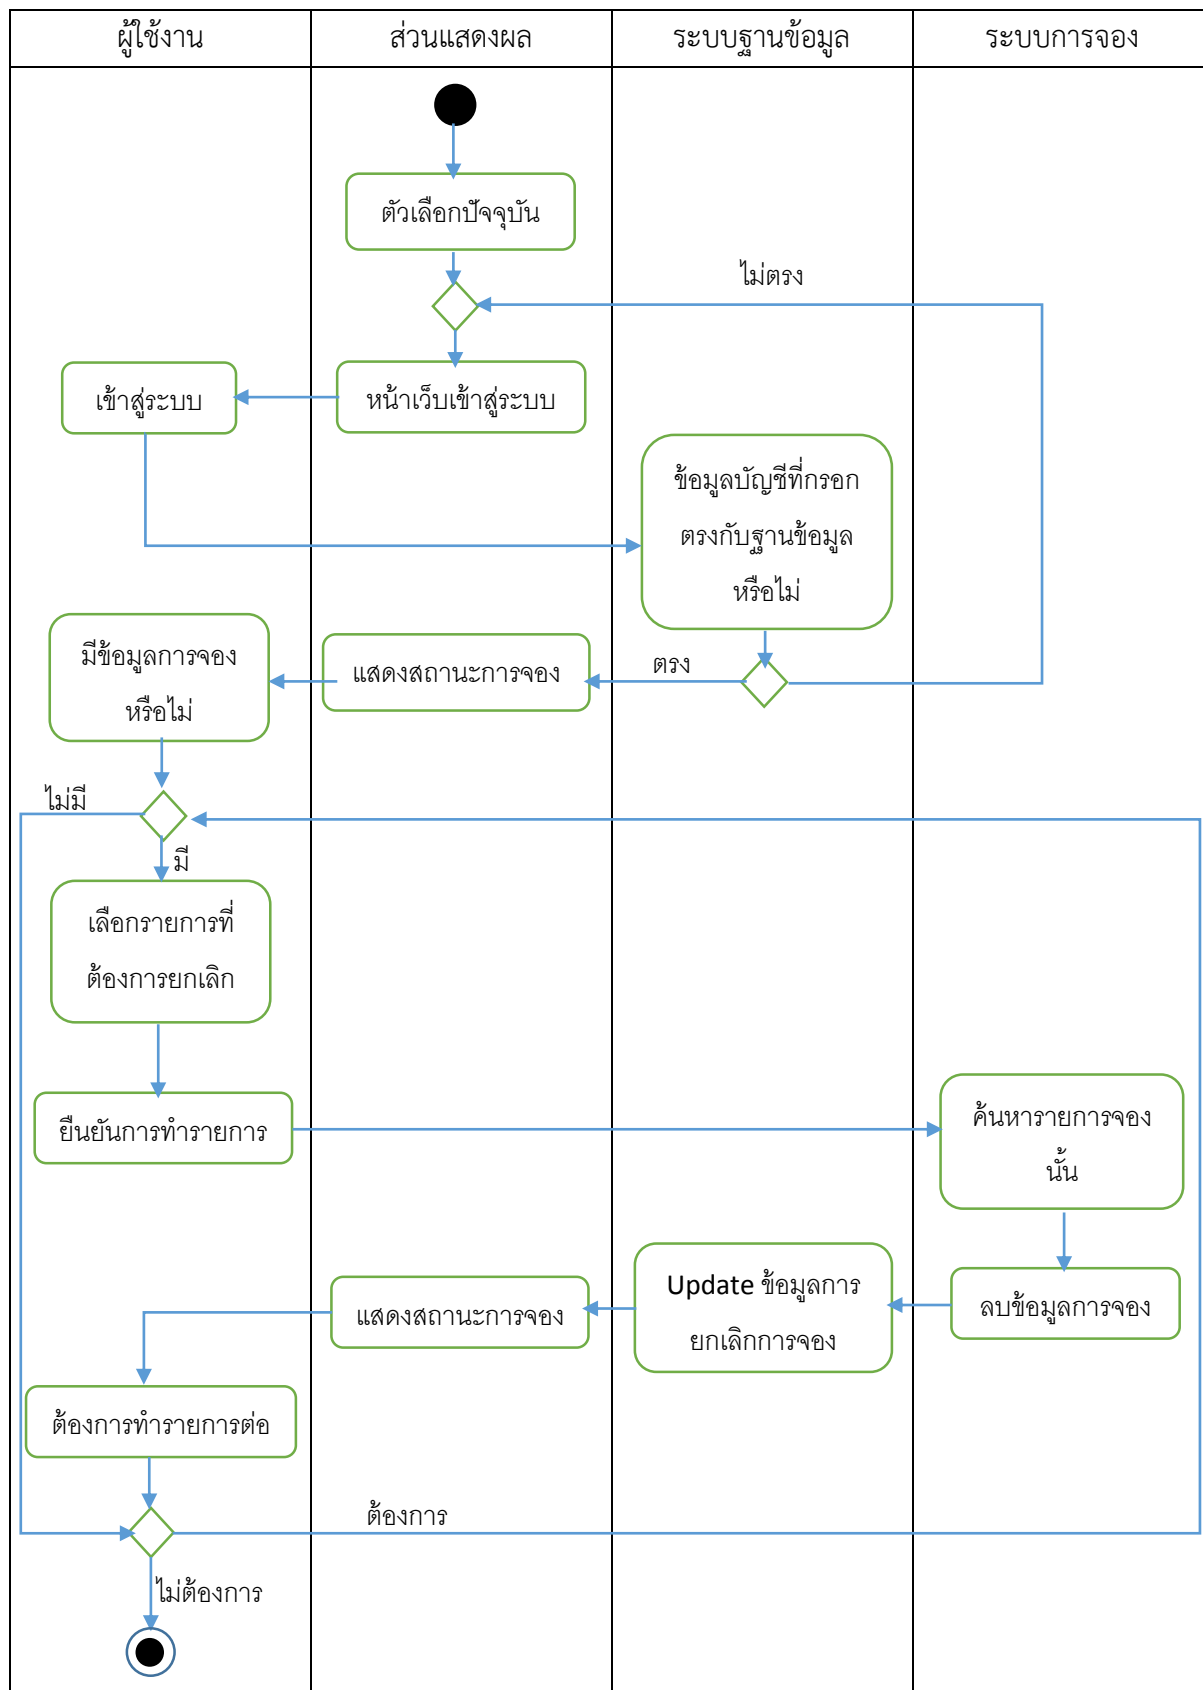 ผู้ใช้งาน
ส่วนแสดงผล
ระบบฐานข้อมูล
ระบบการจอง
ตัวเลือกปัจจุบัน
ไม่ตรง
เข้าสู่ระบบ
หน้าเว็บเข้าสู่ระบบ
ข้อมูลบัญชีที่กรอก
ตรงกับฐานข้อมูล
หรือไม่
มีข้อมูลการจอง
หรือไม่
แสดงสถานะการจอง
ตรง
ไม่มี
มี
เลือกรายการที่
ต้องการยกเลิก
ยืนยันการทำรายการ
ค้นหารายการจอง
นั้น
Update ข้อมูลการ
ยกเลิกการจอง
แสดงสถานะการจอง
ลบข้อมูลการจอง
ต้องการทำรายการต่อ
ต้องการ
ไม่ต้องการ